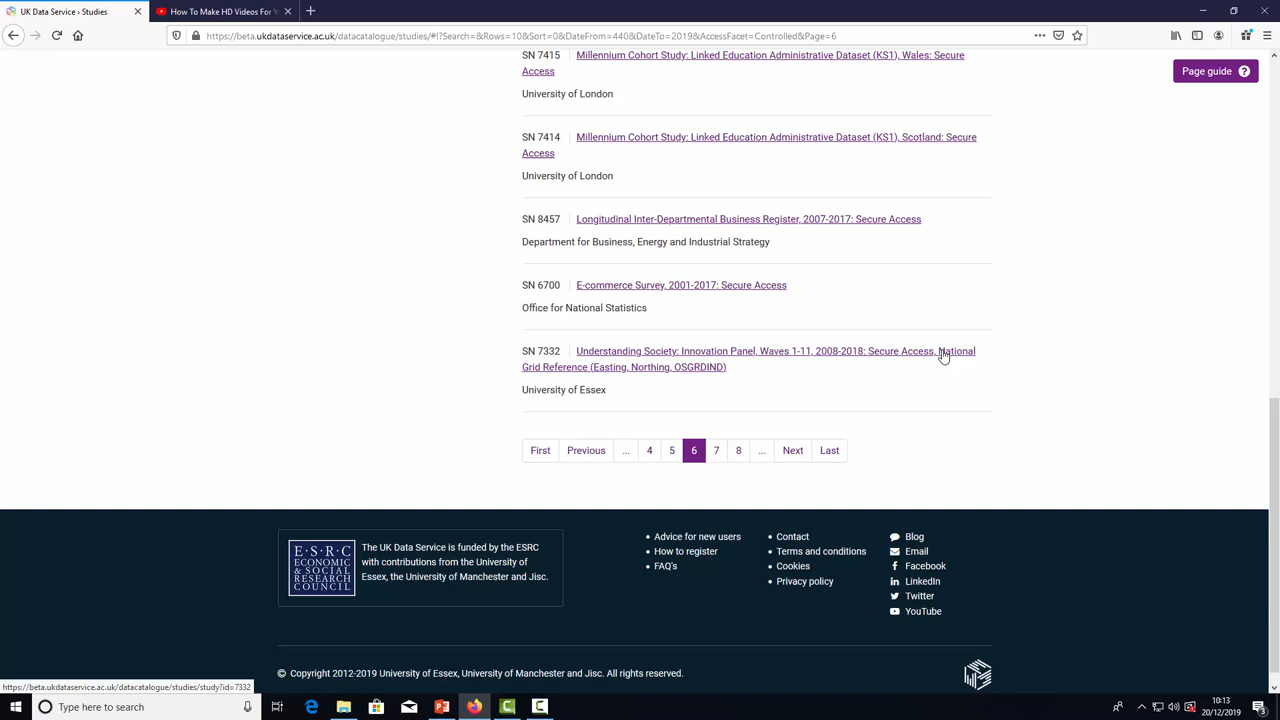 UK Data Service › Studies
How To Make HD Videos For Y
https://beta.ukdataservice.ac.uk/datacatalogue/studies/#!?Search=&Rows=10&Sort=0&DateFrom=440&DateTo=2019&AccessFacet=Controlled&Page=6
Page guide ?
SN 7415 Millennium Cohort Study: Linked Education Administrative Dataset (KS1), Wales: Secure
Access
University of London
SN 7414 Millennium Cohort Study: Linked Education Administrative Dataset (KS1), Scotland: Secure
Access
University of London
SN 8457 Longitudinal Inter-Departmental Business Register, 2007-2017: Secure Access
Department for Business, Energy and Industrial Strategy
SN 6700 E-commerce Survey, 2001-2017: Secure Access
Office for National Statistics
SN 7332 Understanding Society: Innovation Panel, Waves 1-11, 2008-2018: Secure Access, National
Grid Reference (Easting, Northing, OSGRDIND)
University of Essex
First Previous ... 4 5 6 7 8 ... Next Last
E·S·R·C
ECONOMIC
& SOCIAL
RESEARCH
COUNCIL
The UK Data Service is funded by the ESRC
with contributions from the University of
Essex, the University of Manchester and Jisc.
Advice for new users
How to register
FAQ's
Contact
Terms and conditions
Cookies
Privacy policy
Blog
Email
Facebook
LinkedIn
Twitter
YouTube
© Copyright 2012-2019 University of Essex, University of Manchester and Jisc. All rights reserved.
https://beta.ukdataservice.ac.uk/datacatalogue/studies/study?id=7332
Type here to search
10:13
20/12/2019
3